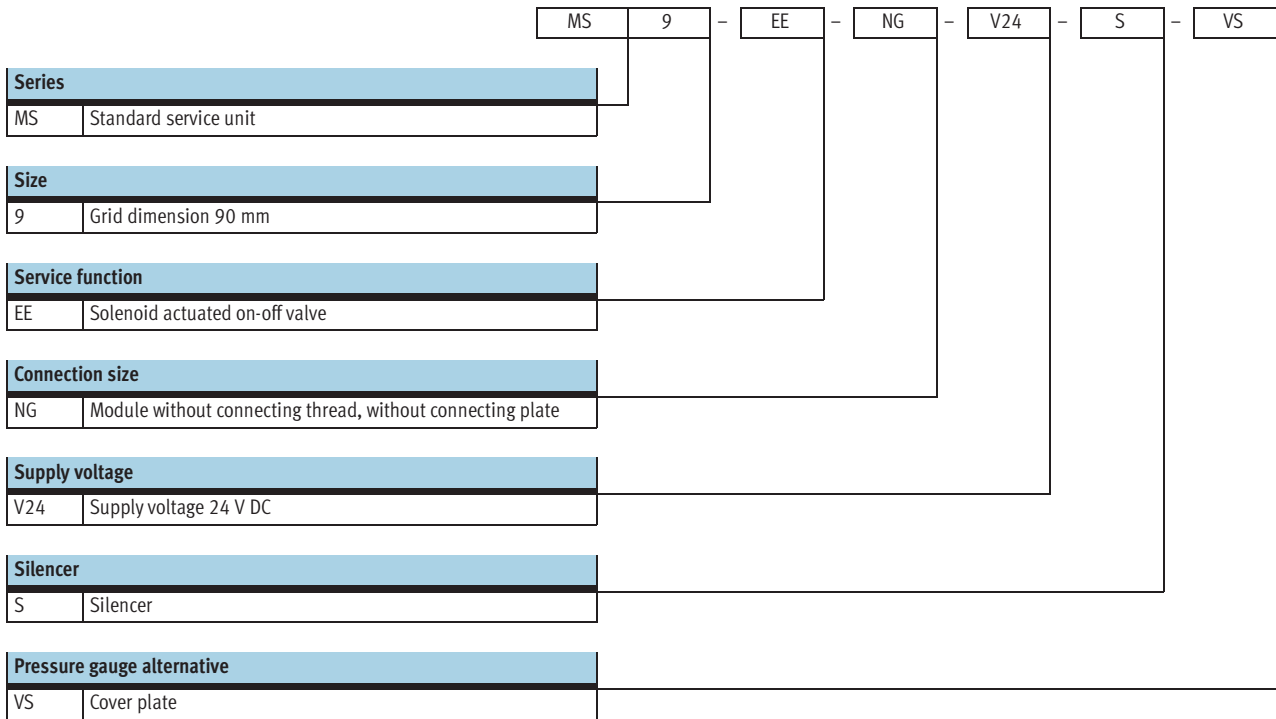 MS 9 – EE – NG – V24 – S – VS
Series
MS Standard service unit
Size
9 Grid dimension 90 mm
Service function
EE Solenoid actuated on-off valve
Connection size
NG Module without connecting thread, without connecting plate
Supply voltage
V24 Supply voltage 24 V DC
Silencer
S Silencer
Pressure gauge alternative
VS Cover plate